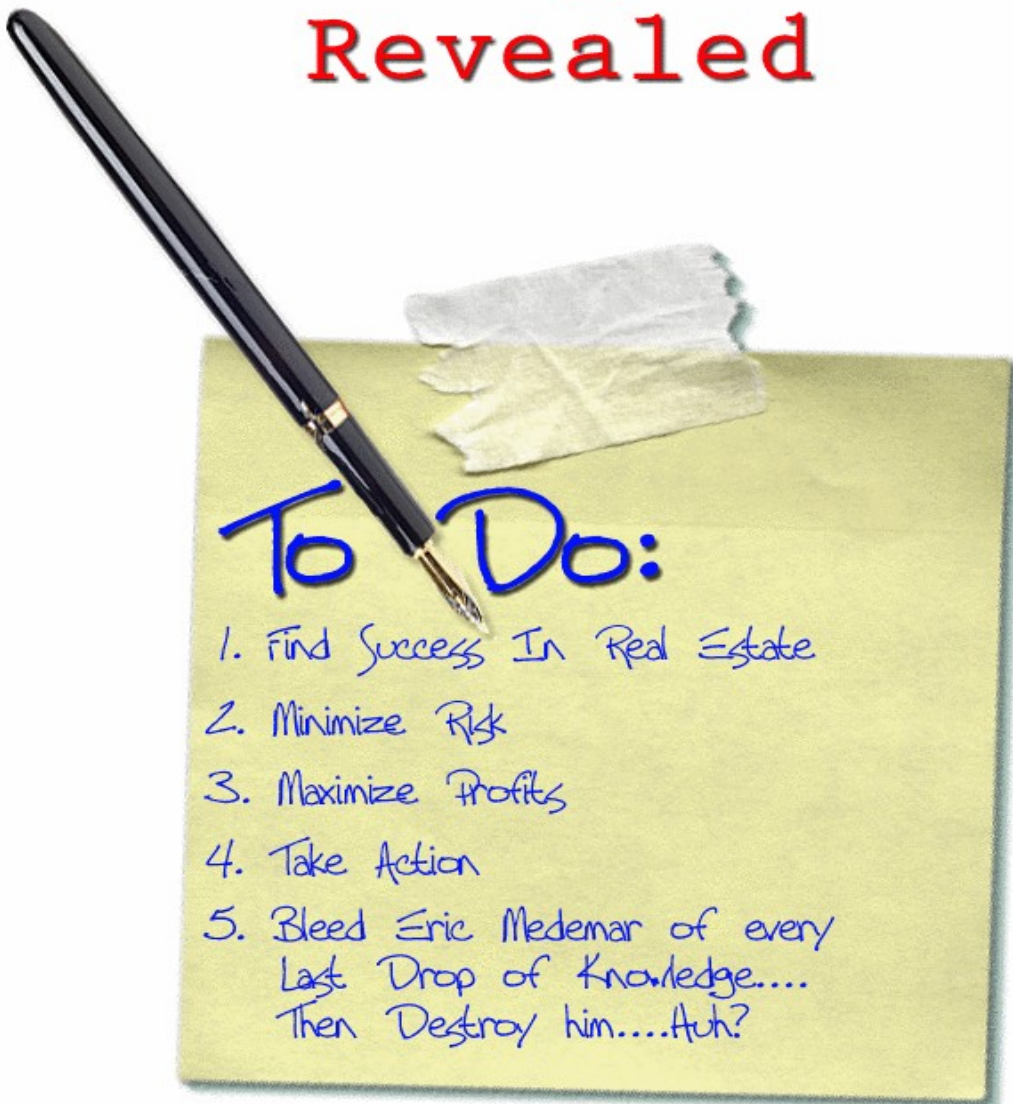 Revealed
To Do:
1. Find Success In Real Estate
2. Minimize Risk
3. Maximize Profits
4. Take Action
5. Bleed Eric Medemar of every
Last Drop of Knowledge....
Then Destroy him....Huh?